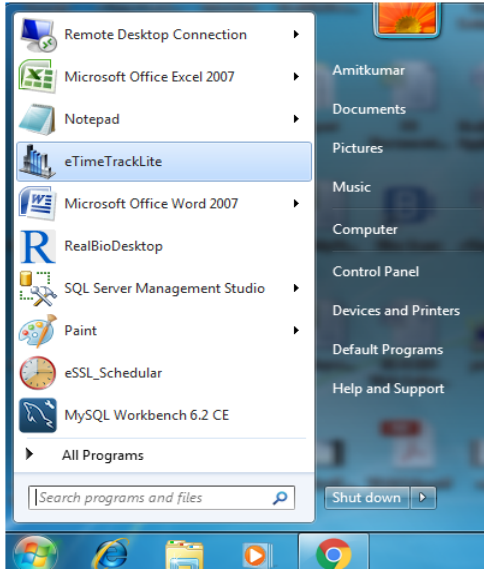 Remote Desktop Connection
Microsoft Office Excel 2007
Notepad
eTimeTrackLite
Microsoft Office Word 2007
RealBioDesktop
SQL Server Management Studio
Paint
eSSL_Schedular
MySQL Workbench 6.2 CE
All Programs
Search programs and files
Amitkumar
Documents
Pictures
Music
Computer
Control Panel
Devices and Printers
Default Programs
Help and Support
Shut down